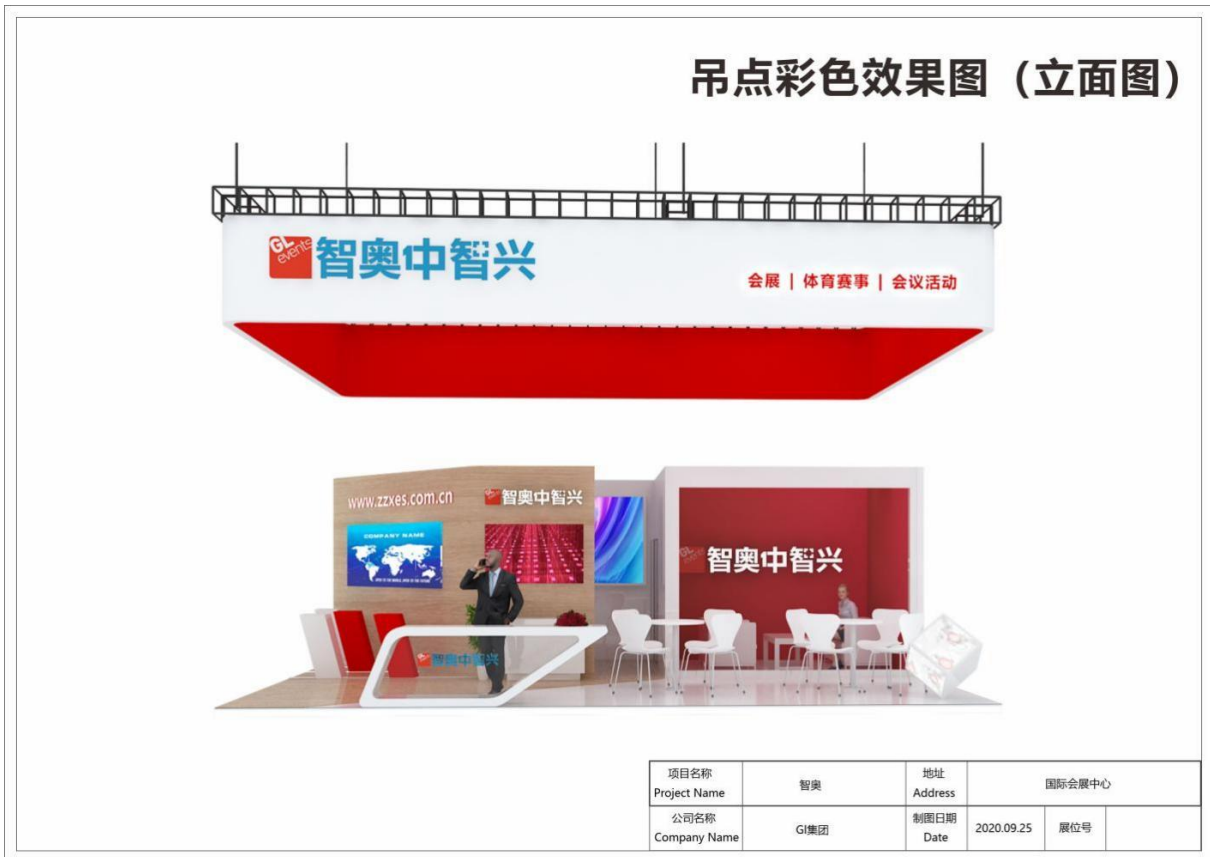 吊点彩色效果图（立面图）
GL events 智奥中智兴
会展 | 体育赛事 | 会议活动
www.zzxes.com.cn
智奥中智兴
COMPANY NAME
GL events 智奥中智兴
智奥中智兴
项目名称 Project Name
智奥
地址 Address
国际会展中心
公司名称 Company Name
GI集团
制图日期 Date
2020.09.25
展位号